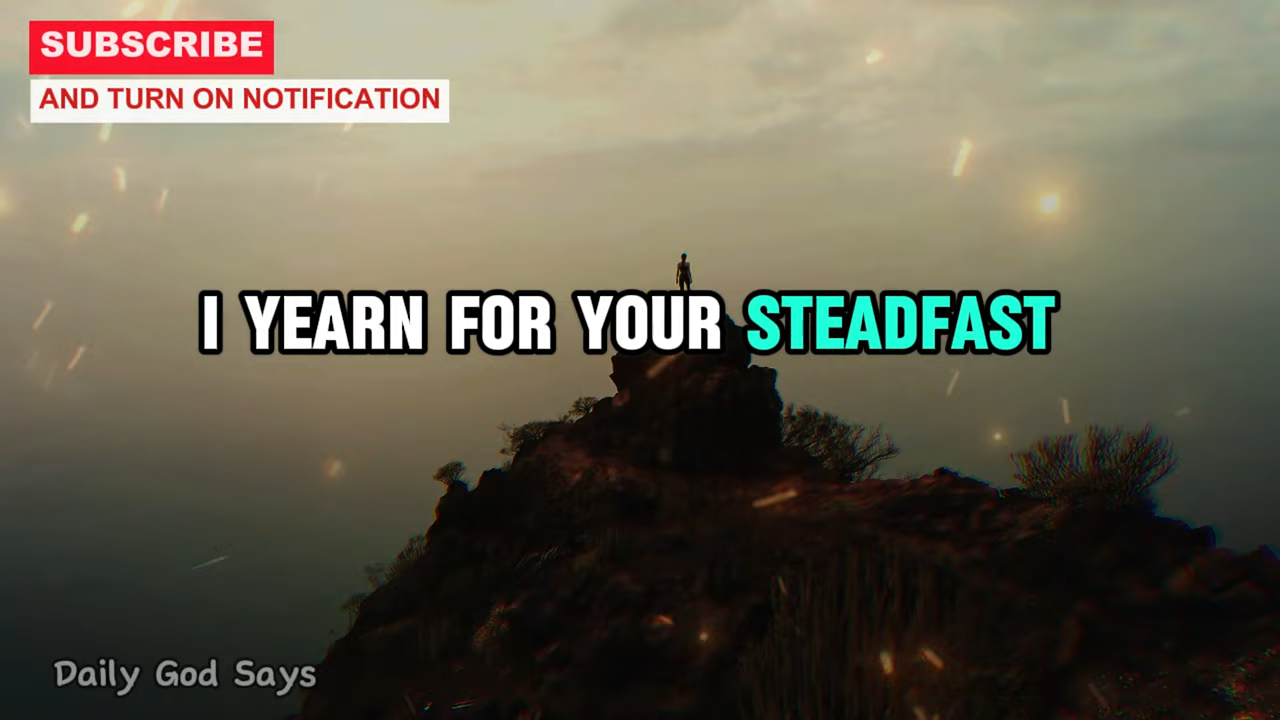 SUBSCRIBE
AND TURN ON NOTIFICATION
I YEARN FOR YOUR STEADFAST
Daily God Says